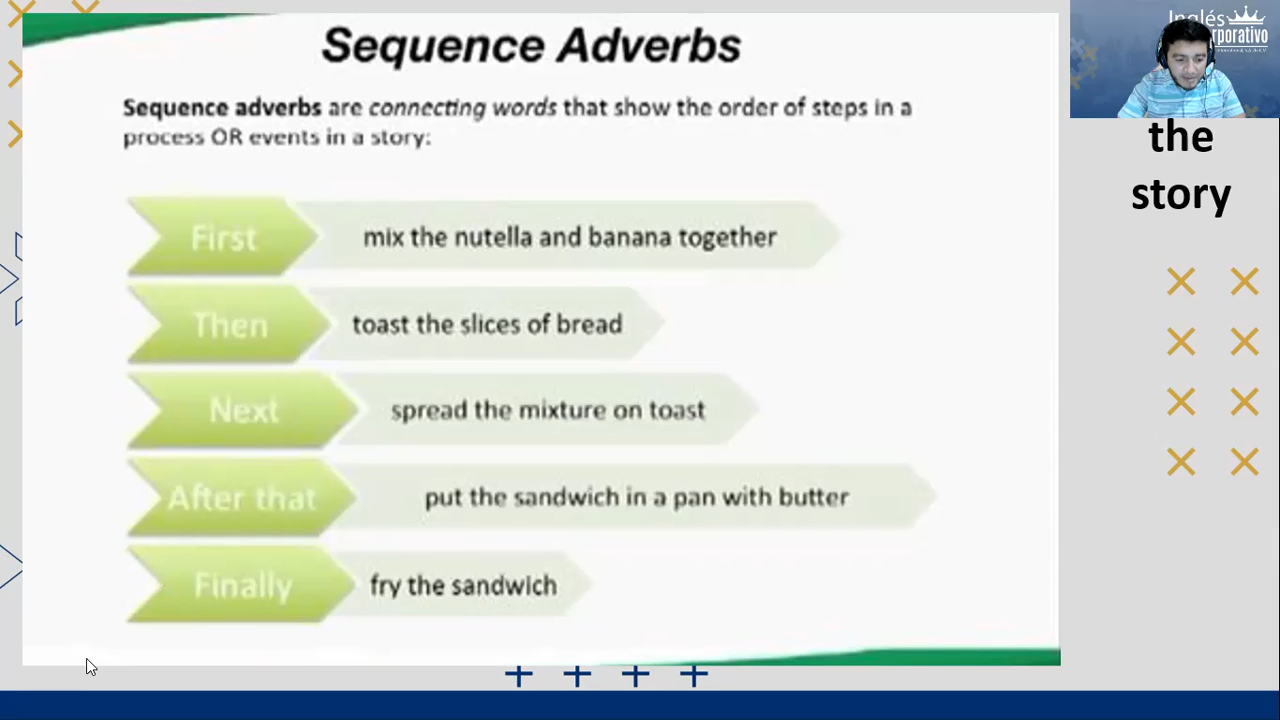 Sequence Adverbs
Sequence adverbs are connecting words that show the order of steps in a
process OR events in a story:
First mix the nutella and banana together
Then toast the slices of bread
Next spread the mixture on toast
After that put the sandwich in a pan with butter
Finally fry the sandwich
Inglés
the
story